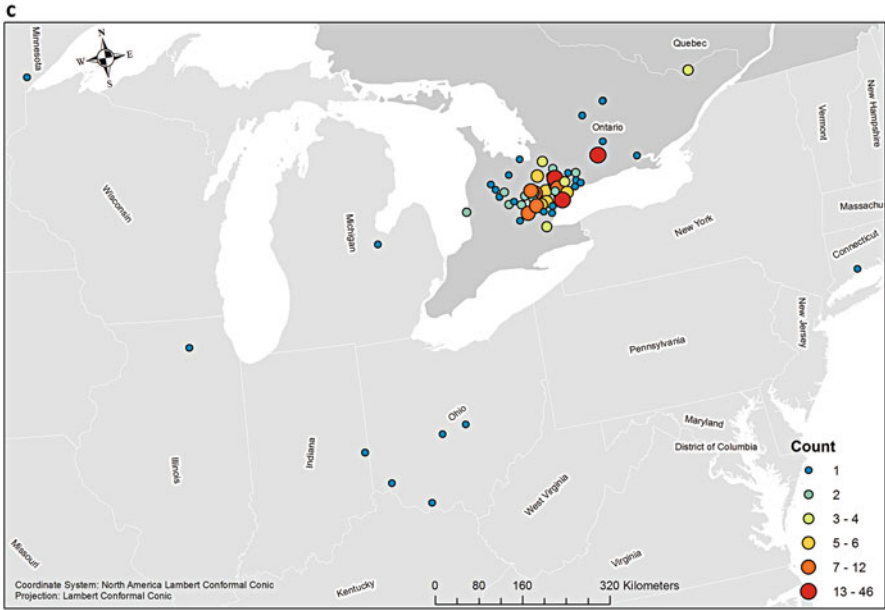 c
Minnesota
N
W E
S
Quebec
Ontario
Vermont
New Hampshire
Wisconsin
Michigan
New York
Massachu
Connecticut
New Jersey
Pennsylvania
Ohio
Maryland
District of Columbia
Indiana
Illinois
West Virginia
Virginia
Missouri
Kentucky
Count
1
2
3 - 4
5 - 6
7 - 12
13 - 46
Coordinate System: North America Lambert Conformal Conic
Projection: Lambert Conformal Conic
0 80 160 320 Kilometers